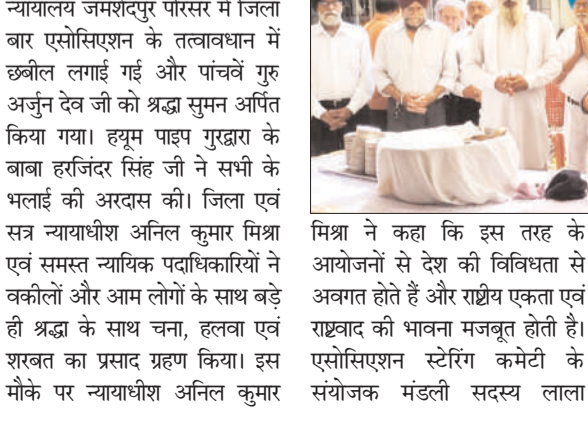 न्यायालय जमशेदपुर परिसर में जिला
बार एसोसिएशन के तत्वावधान में
छबील लगाई गई और पांचवें गुरु
अर्जुन देव जी को श्रद्धा सुमन अर्पित
किया गया। हयूम पाइप गुरद्वारा के
बाबा हरजिंदर सिंह जी ने सभी के
भलाई की अरदास की। जिला एवं
सत्र न्यायाधीश अनिल कुमार मिश्रा
एवं समस्त न्यायिक पदाधिकारियों ने
वकीलों और आम लोगों के साथ बड़े
ही श्रद्धा के साथ चना, हलवा एवं
शरबत का प्रसाद ग्रहण किया। इस
मौके पर न्यायाधीश अनिल कुमार
मिश्रा ने कहा कि इस तरह के
आयोजनों से देश की विविधता से
अवगत होते हैं और राष्ट्रीय एकता एवं
राष्ट्रवाद की भावना मजबूत होती है।
एसोसिएशन स्टेरिंग कमेटी के
संयोजक मंडली सदस्य लाला